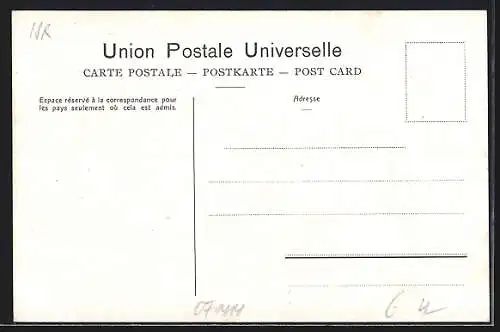 Union Postale Universelle
CARTE POSTALE — POSTKARTE — POST CARD
Espace réservé à la correspondance pour
les pays seulement où cela est admis.
Adresse